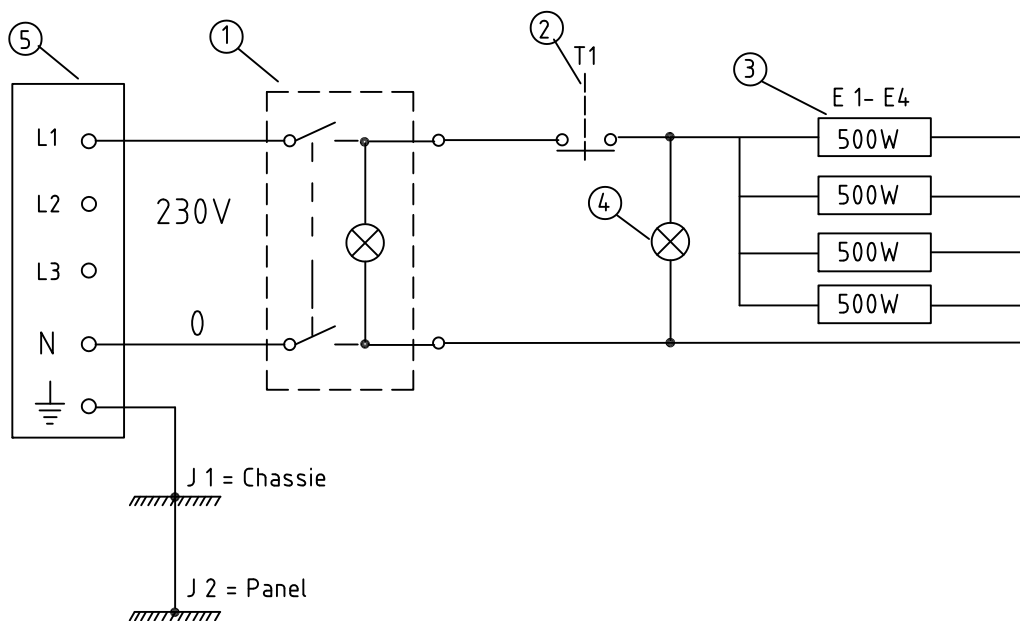 5
1
2
T1
3
E 1- E4
L1
500W
L2
230V
4
500W
L3
500W
500W
N
0
J 1 = Chassie
J 2 = Panel